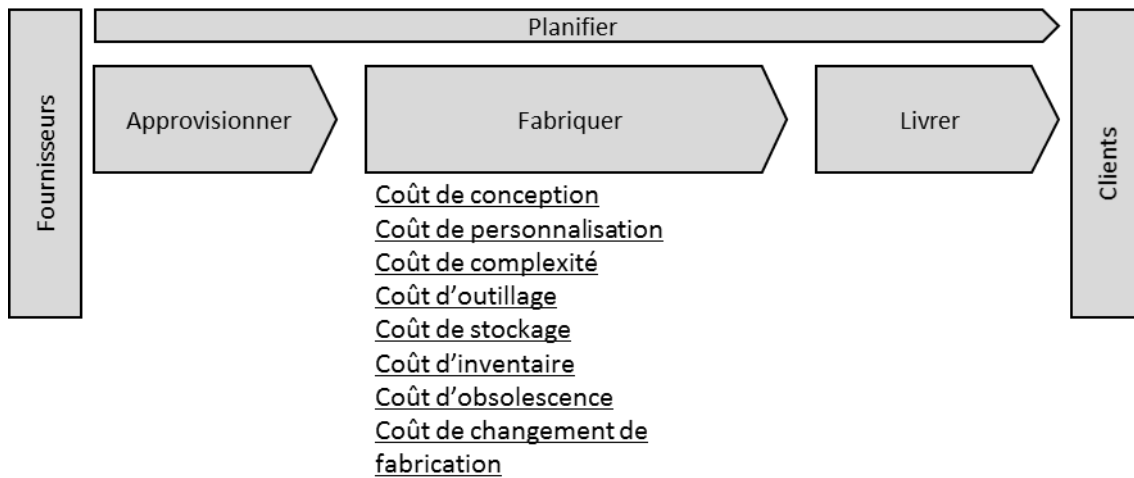 Planifier
Fournisseurs
Approvisionner
Fabriquer
Livrer
Clients
Coût de conception
Coût de personnalisation
Coût de complexité
Coût d’outillage
Coût de stockage
Coût d’inventaire
Coût d’obsolescence
Coût de changement de
fabrication